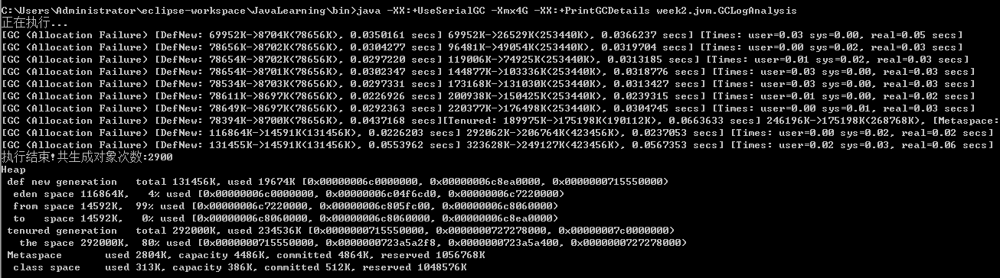 C:\Users\Administrator\eclipse-workspace\JavaLearning\bin>java -XX:+UseSerialGC -Xmx4G -XX:+PrintGCDetails week2.jvm.GCLogAnalysis
正在执行...
[GC (Allocation Failure) [DefNew: 69952K->8704K(78656K), 0.0350161 secs] 69952K->26529K(253440K), 0.0366237 secs] [Times: user=0.03 sys=0.00, real=0.05 secs]
[GC (Allocation Failure) [DefNew: 78656K->8702K(78656K), 0.0304277 secs] 96481K->49054K(253440K), 0.0319704 secs] [Times: user=0.00 sys=0.02, real=0.03 secs]
[GC (Allocation Failure) [DefNew: 78654K->8702K(78656K), 0.0297220 secs] 119006K->74925K(253440K), 0.0313185 secs] [Times: user=0.01 sys=0.02, real=0.03 secs]
[GC (Allocation Failure) [DefNew: 78654K->8701K(78656K), 0.0302347 secs] 144877K->103336K(253440K), 0.0318776 secs] [Times: user=0.03 sys=0.00, real=0.03 secs]
[GC (Allocation Failure) [DefNew: 78534K->8703K(78656K), 0.0297331 secs] 173168K->131030K(253440K), 0.0313427 secs] [Times: user=0.03 sys=0.00, real=0.03 secs]
[GC (Allocation Failure) [DefNew: 78611K->8697K(78656K), 0.0226926 secs] 200938K->150425K(253440K), 0.0239315 secs] [Times: user=0.01 sys=0.00, real=0.02 secs]
[GC (Allocation Failure) [DefNew: 78649K->8697K(78656K), 0.0292363 secs] 220377K->176498K(253440K), 0.0304745 secs] [Times: user=0.00 sys=0.01, real=0.03 secs]
[GC (Allocation Failure) [DefNew: 78394K->8700K(78656K), 0.0437168 secs][Tenured: 189975K->175198K(190112K), 0.0663633 secs] 246196K->175198K(268768K), [Metaspace:
[GC (Allocation Failure) [DefNew: 116864K->14591K(131456K), 0.0226203 secs] 292062K->206764K(423456K), 0.0237053 secs] [Times: user=0.00 sys=0.02, real=0.02 secs]
[GC (Allocation Failure) [DefNew: 131455K->14591K(131456K), 0.0553962 secs] 323628K->249127K(423456K), 0.0567353 secs] [Times: user=0.02 sys=0.03, real=0.06 secs]
执行结束!共生成对象次数:2900
Heap
def new generation total 131456K, used 19674K [0x00000006c0000000, 0x00000006c8ea0000, 0x0000000715550000)
eden space 116864K, 4% used [0x00000006c0000000, 0x00000006c04f6cd0, 0x00000006c7220000)
from space 14592K, 99% used [0x00000006c7220000, 0x00000006c805fc00, 0x00000006c8060000)
to space 14592K, 0% used [0x00000006c8060000, 0x00000006c8060000, 0x00000006c8ea0000)
tenured generation total 292000K, used 234536K [0x0000000715550000, 0x0000000727278000, 0x00000007c0000000)
the space 292000K, 80% used [0x0000000715550000, 0x0000000723a5a2f8, 0x0000000723a5a400, 0x0000000727278000)
Metaspace used 2804K, capacity 4486K, committed 4864K, reserved 1056768K
class space used 313K, capacity 386K, committed 512K, reserved 1048576K